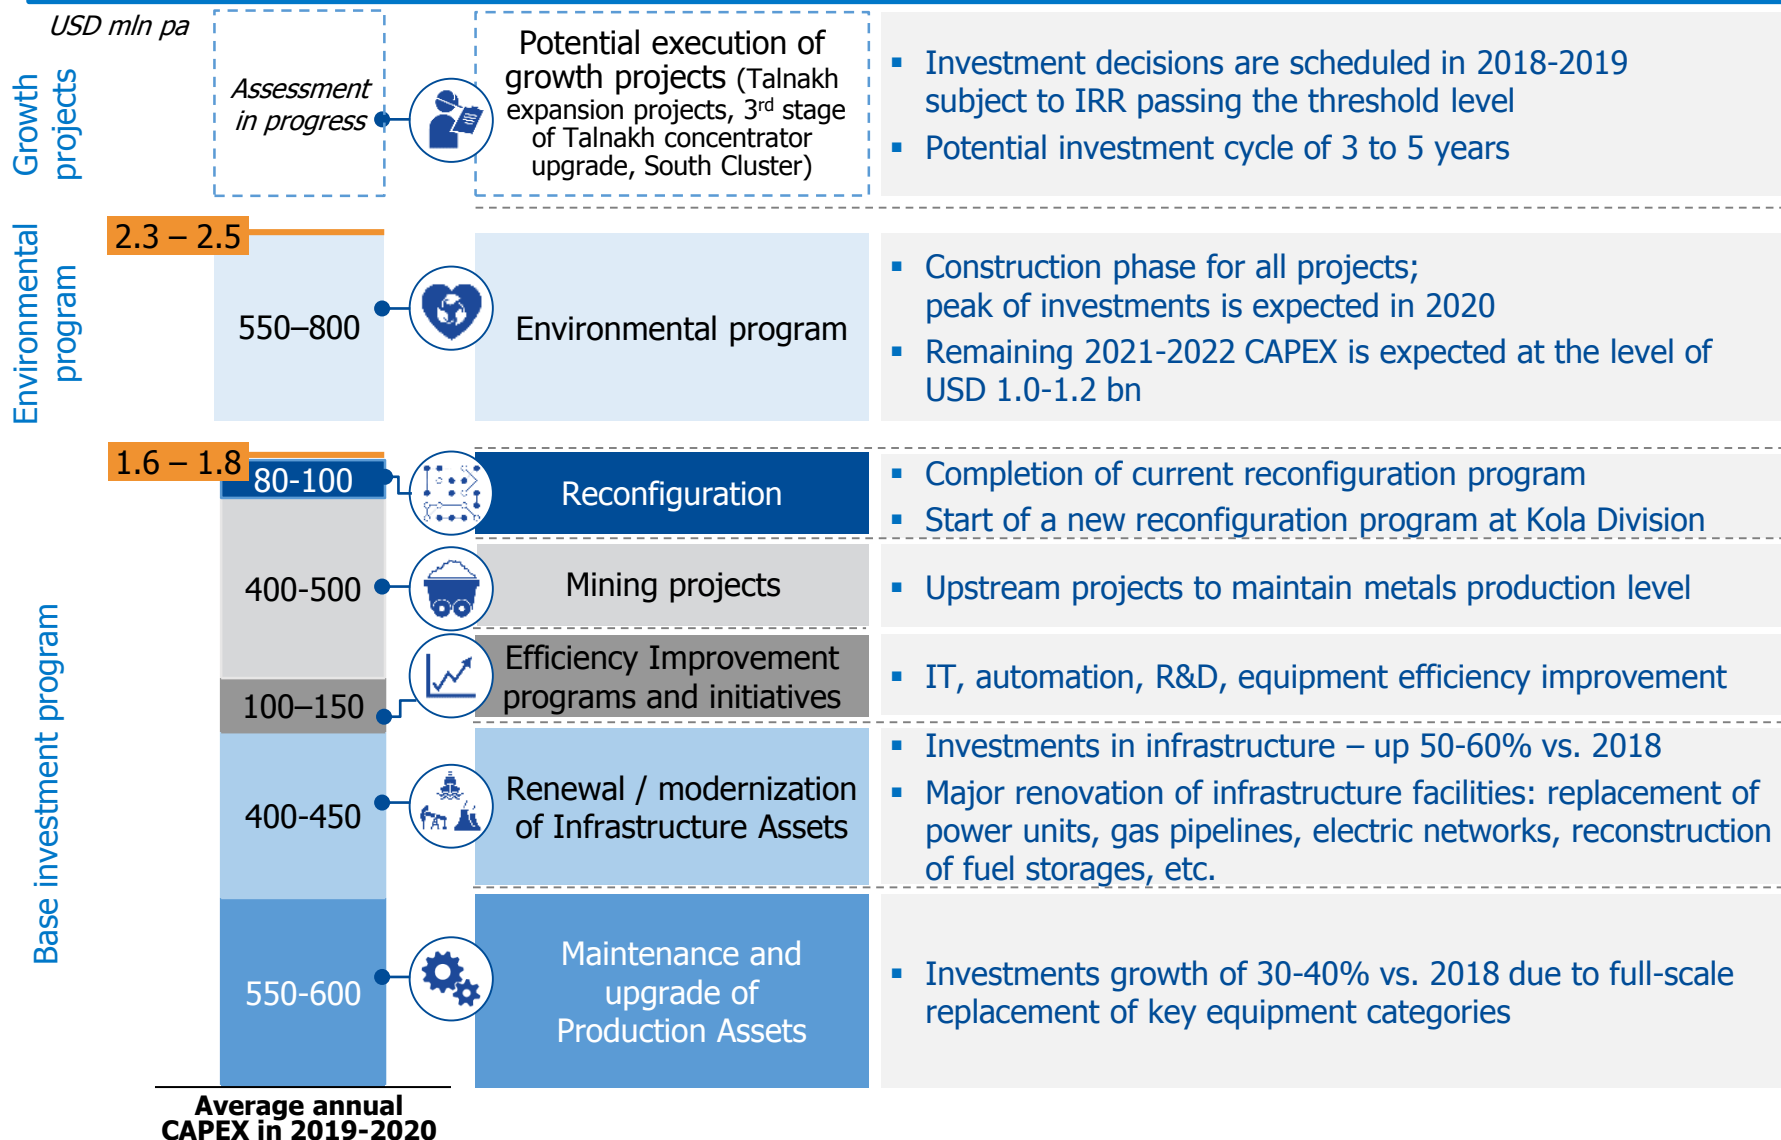 USD mln pa
Growth
projects
Assessment
in progress
Potential execution of
growth projects (Talnakh
expansion projects, 3rd stage
of Talnakh concentrator
upgrade, South Cluster)
▪ Investment decisions are scheduled in 2018-2019
subject to IRR passing the threshold level
▪ Potential investment cycle of 3 to 5 years
Environmental
program
2.3 – 2.5
550–800
Environmental program
▪ Construction phase for all projects;
peak of investments is expected in 2020
▪ Remaining 2021-2022 CAPEX is expected at the level of
USD 1.0-1.2 bn
Base investment program
1.6 – 1.8
80-100
Reconfiguration
▪ Completion of current reconfiguration program
▪ Start of a new reconfiguration program at Kola Division
400-500
Mining projects
▪ Upstream projects to maintain metals production level
100–150
Efficiency Improvement
programs and initiatives
▪ IT, automation, R&D, equipment efficiency improvement
400-450
Renewal / modernization
of Infrastructure Assets
▪ Investments in infrastructure – up 50-60% vs. 2018
▪ Major renovation of infrastructure facilities: replacement of
power units, gas pipelines, electric networks, reconstruction
of fuel storages, etc.
550-600
Maintenance and
upgrade of
Production Assets
▪ Investments growth of 30-40% vs. 2018 due to full-scale
replacement of key equipment categories
Average annual
CAPEX in 2019-2020